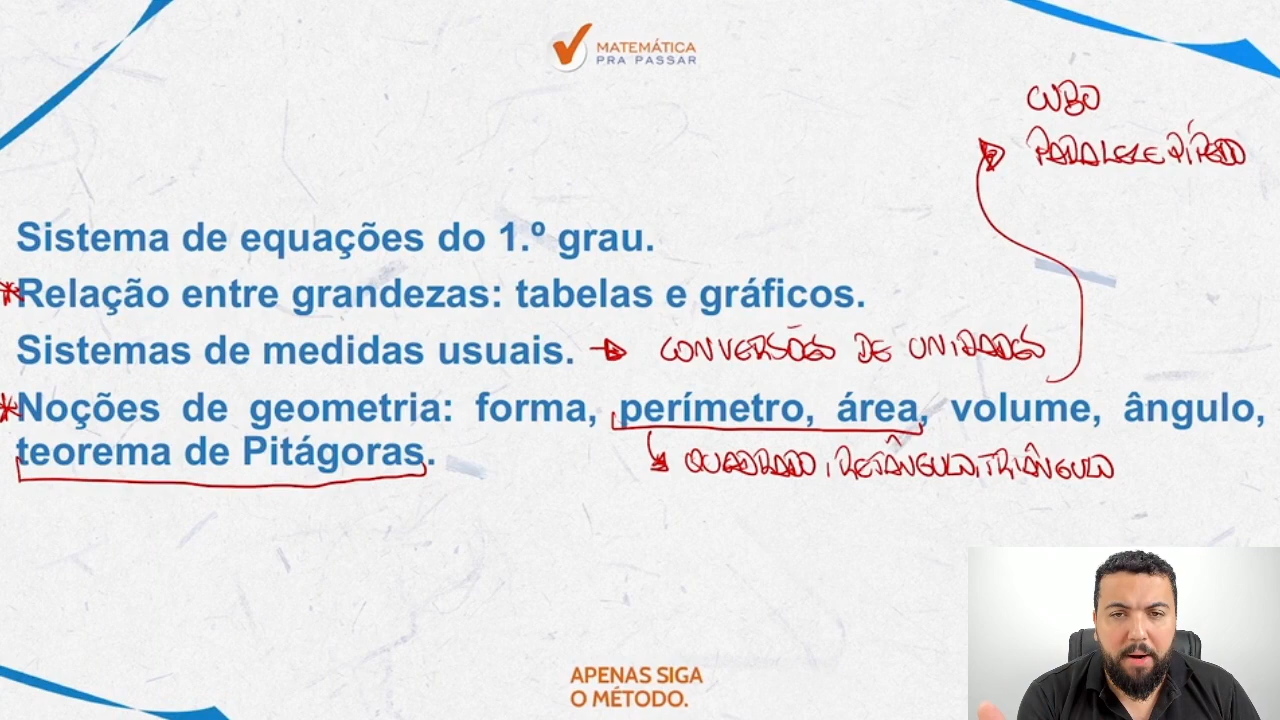 MATEMÁTICA
PRA PASSAR
CUBO
PARALELEPÍPEDO
Sistema de equações do 1.º grau.
*Relação entre grandezas: tabelas e gráficos.
Sistemas de medidas usuais. → CONVERSÕES DE UNIDADES
*Noções de geometria: forma, perímetro, área, volume, ângulo,
teorema de Pitágoras.
QUADRADO, RETÂNGULO, TRIÂNGULO
APENAS SIGA
O MÉTODO.